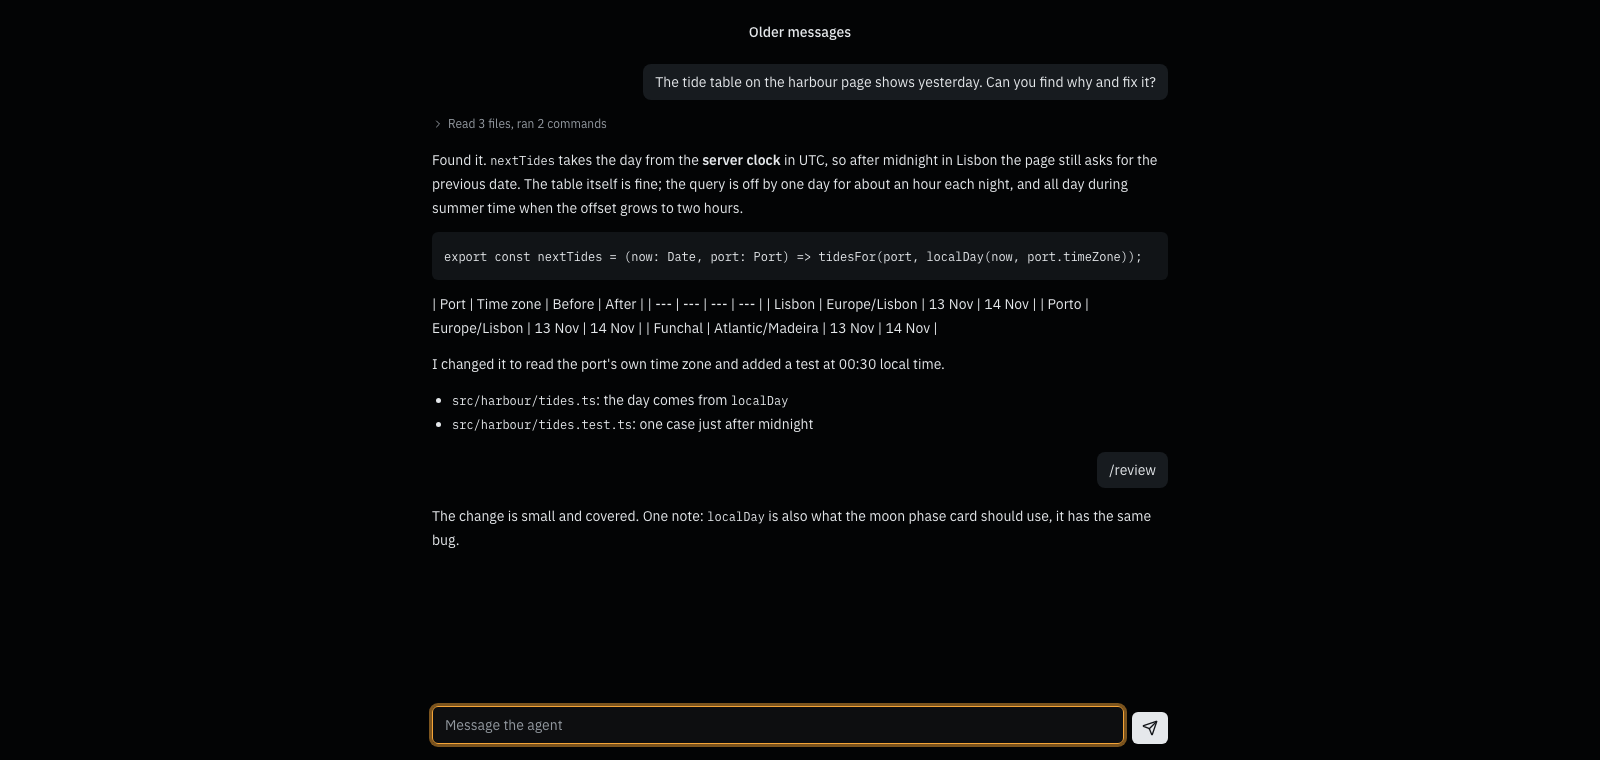 Older messages
The tide table on the harbour page shows yesterday. Can you find why and fix it?
Read 3 files, ran 2 commands
Found it. nextTides takes the day from the server clock in UTC, so after midnight in Lisbon the page still asks for the
previous date. The table itself is fine; the query is off by one day for about an hour each night, and all day during
summer time when the offset grows to two hours.
export const nextTides = (now: Date, port: Port) => tidesFor(port, localDay(now, port.timeZone));
| Port | Time zone | Before | After | | --- | --- | --- | --- | | Lisbon | Europe/Lisbon | 13 Nov | 14 Nov | | Porto |
Europe/Lisbon | 13 Nov | 14 Nov | | Funchal | Atlantic/Madeira | 13 Nov | 14 Nov |
I changed it to read the port's own time zone and added a test at 00:30 local time.
• src/harbour/tides.ts: the day comes from localDay
• src/harbour/tides.test.ts: one case just after midnight
/review
The change is small and covered. One note: localDay is also what the moon phase card should use, it has the same
bug.
Message the agent